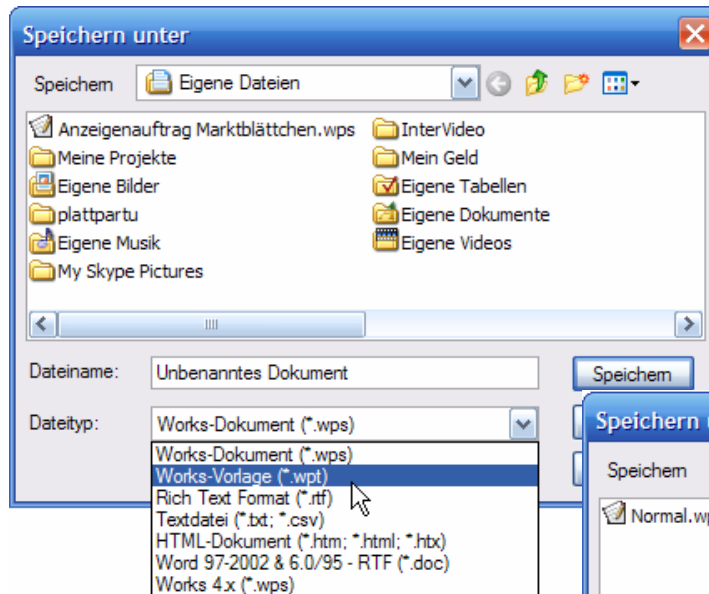 Speichern unter
Speichern
Eigene Dateien
Anzeigenauftrag Marktblättchen.wps
Meine Projekte
Eigene Bilder
plattpartu
Eigene Musik
My Skype Pictures
InterVideo
Mein Geld
Eigene Tabellen
Eigene Dokumente
Eigene Videos
Dateiname:
Unbenanntes Dokument
Speichern
Dateityp:
Works-Dokument (*.wps)
Works-Dokument (*.wps)
Works-Vorlage (*.wpt)
Rich Text Format (*.rtf)
Textdatei (*.txt; *.csv)
HTML-Dokument (*.htm; *.html; *.htx)
Word 97-2002 & 6.0/95 - RTF (*.doc)
Works 4.x (*.wps)
Speichern
Speichern
Normal.wp